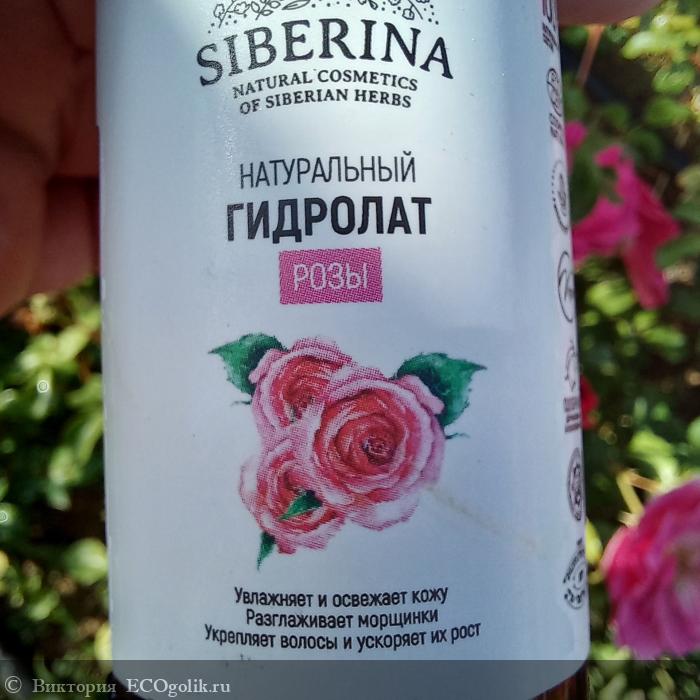 SIBERINA
NATURAL COSMETICS
OF SIBERIAN HERBS
НАТУРАЛЬНЫЙ
ГИДРОЛАТ
РОЗЫ
Увлажняет и освежает кожу
Разглаживает морщинки
Укрепляет волосы и ускоряет их рост
© Виктория ECOgolik.ru